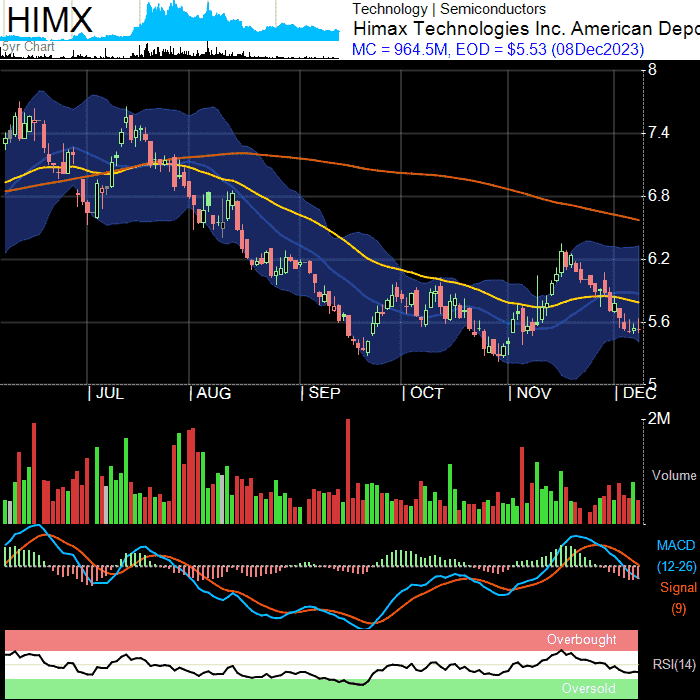 HIMX
5yr Chart
Technology | Semiconductors
Himax Technologies Inc. American Depo
MC = 964.5M, EOD = $5.53 (08Dec2023)
8
7.4
6.8
6.2
5.6
5
| JUL | AUG | SEP | OCT | NOV | DEC
2M
Volume
MACD
(12-26)
Signal
(9)
Overbought
RSI(14)
Oversold